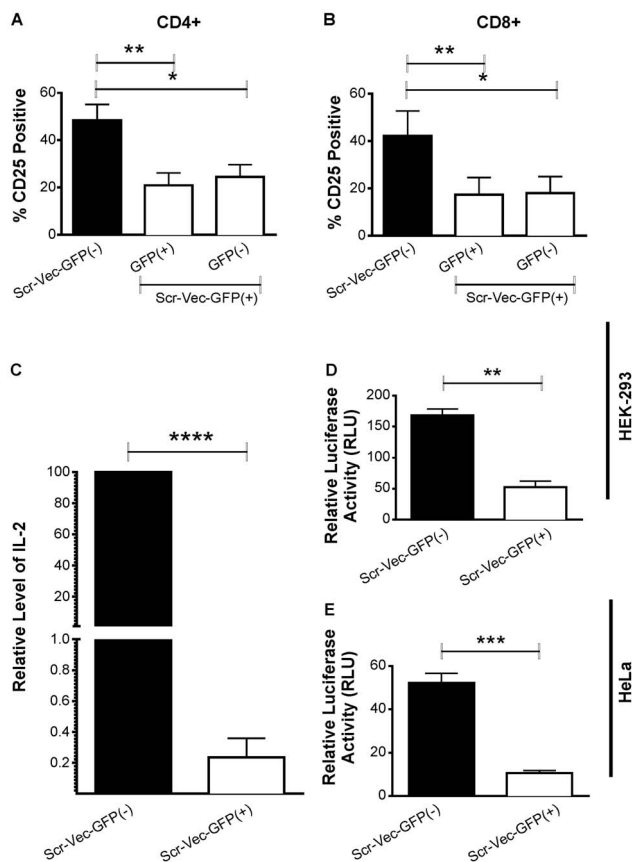 A
CD4+
**
*
% CD25 Positive
60
40
20
0
Scr-Vec-GFP(-)
GFP(+)
GFP(-)
Scr-Vec-GFP(+)
B
CD8+
**
*
% CD25 Positive
60
40
20
0
Scr-Vec-GFP(-)
GFP(+)
GFP(-)
Scr-Vec-GFP(+)
C
****
Relative Level of IL-2
100
80
60
40
20
1.0
0.8
0.6
0.4
0.2
Scr-Vec-GFP(-)
Scr-Vec-GFP(+)
D
**
Relative Luciferase
Activity (RLU)
200
150
100
50
0
Scr-Vec-GFP(-)
Scr-Vec-GFP(+)
HEK-293
E
***
Relative Luciferase
Activity (RLU)
60
40
20
0
Scr-Vec-GFP(-)
Scr-Vec-GFP(+)
HeLa